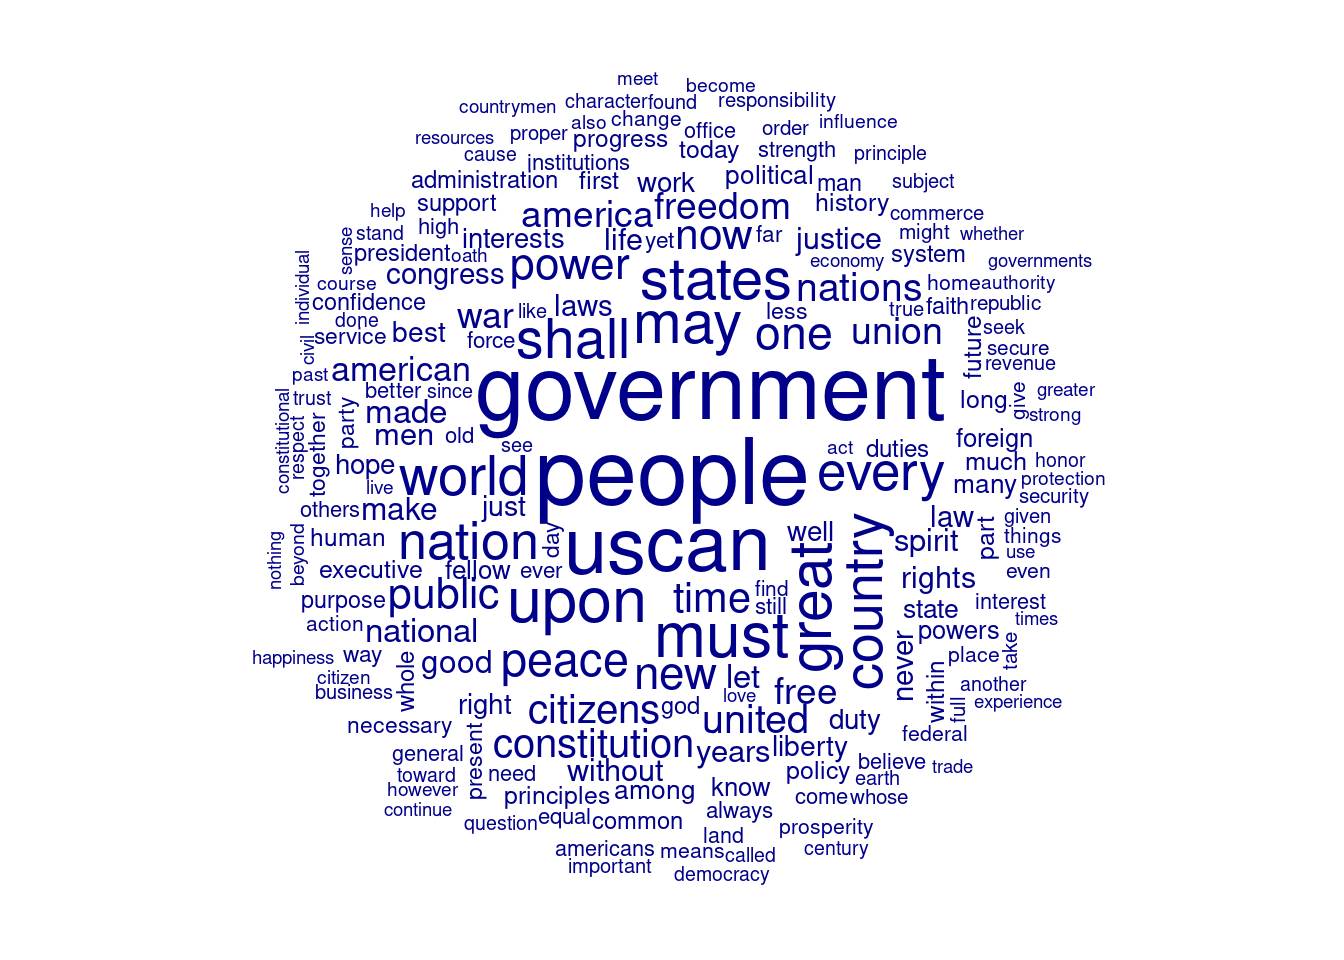 meet become
countrymen character found responsibility
resources proper also change office order influence
cause progress today strength principle
institutions
administration first work political man subject
help support america freedom history commerce
stand high interests life yet now far justice might whether
sense president oath power states economy system governments
individual course congress nations home authority
confidence war like laws may less true faith republic
done service best force shall one union future seek
civil secure
past american government revenue
trust better since long give greater
constitutional respect together party made men old see act duties foreign strong
hope world people every much honor
live many protection
others make just security
nothing beyond human nation day uscan well great country law spirit part given things
executive fellow ever use
purpose public upon time find rights even
action still state interest
national must never powers times
happiness way whole good peace new let place take
citizen love free within another
business right citizens god united duty full experience
necessary constitution years liberty federal
general present need without policy believe trade
toward principles among know earth
however come whose
continue question equal common always prosperity
land
americans means called century
important democracy